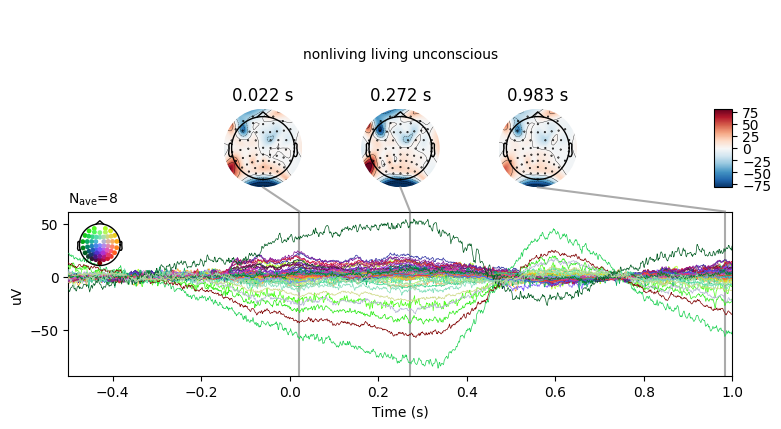 nonliving living unconscious
0.022 s 0.272 s 0.983 s
75
50
25
0
−25
−50
−75
Nave=8
50
0
−50
uV
−0.4 −0.2 0.0 0.2 0.4 0.6 0.8 1.0
Time (s)